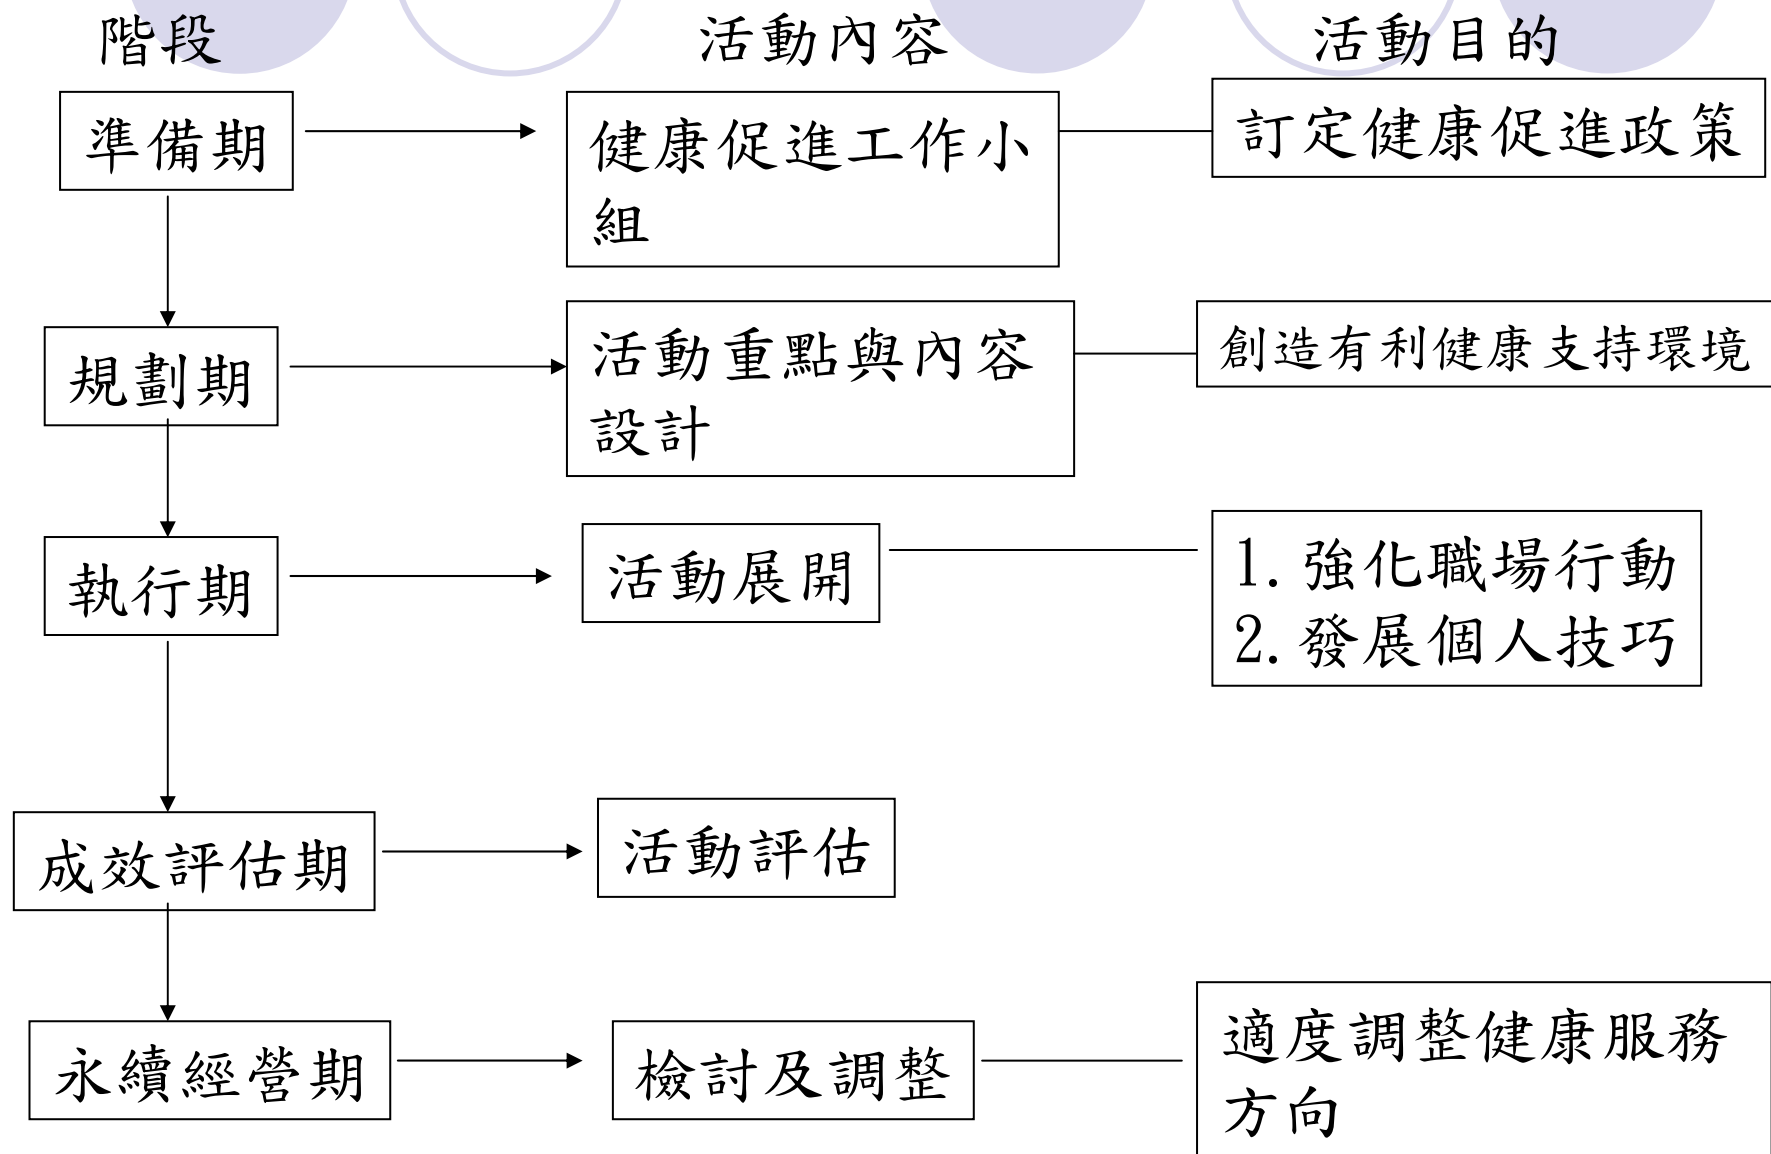 階段 活動內容 活動目的
準備期
健康促進工作小
組
訂定健康促進政策
規劃期
活動重點與內容
設計
創造有利健康支持環境
執行期
活動展開
1. 強化職場行動
2. 發展個人技巧
成效評估期
活動評估
永續經營期
檢討及調整
適度調整健康服務
方向